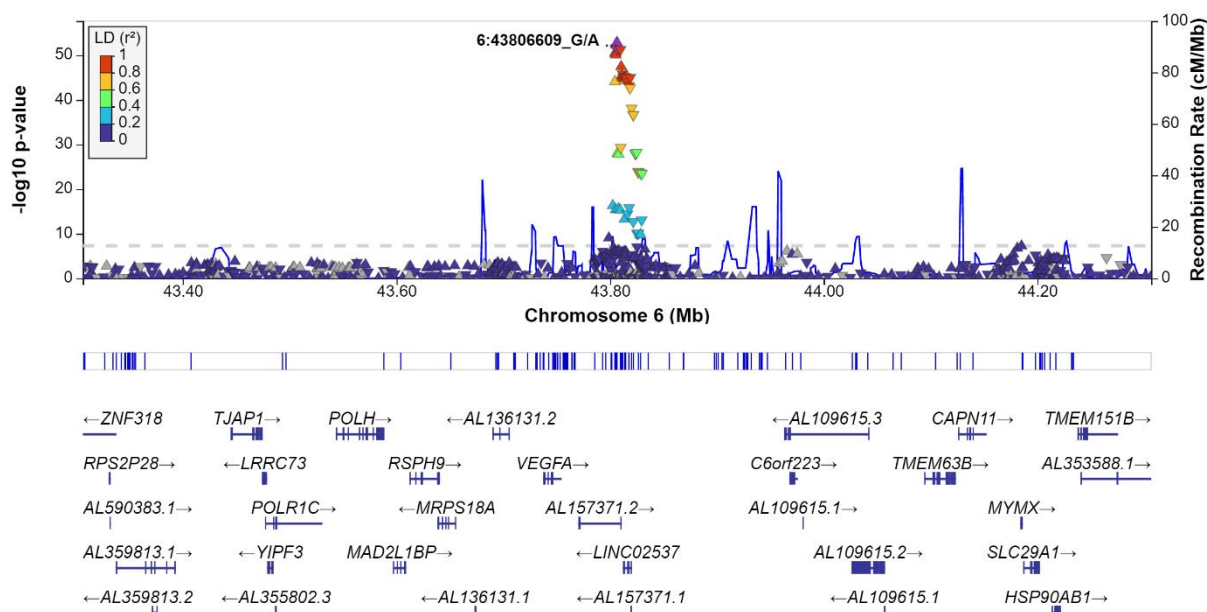 LD (r²)
1
0.8
0.6
0.4
0.2
0
6:43806609_G/A
-log10 p-value
50
40
30
20
10
0
100
80
60
40
20
0
Recombination Rate (cM/Mb)
43.40 43.60 43.80 44.00 44.20
Chromosome 6 (Mb)
←ZNF318 TJAP1→ POLH→ ←AL136131.2 ←AL109615.3 CAPN11→ TMEM151B→
RPS2P28→ ←LRRC73 RSPH9→ VEGFA→ C6orf223→ TMEM63B→ AL353588.1→
AL590383.1→ POLR1C→ ←MRPS18A AL157371.2→ AL109615.1→ MYMX→
AL359813.1→ ←YIPF3 MAD2L1BP→ ←LINC02537 AL109615.2→ SLC29A1→
←AL359813.2 ←AL355802.3 ←AL136131.1 ←AL157371.1 ←AL109615.1 HSP90AB1→